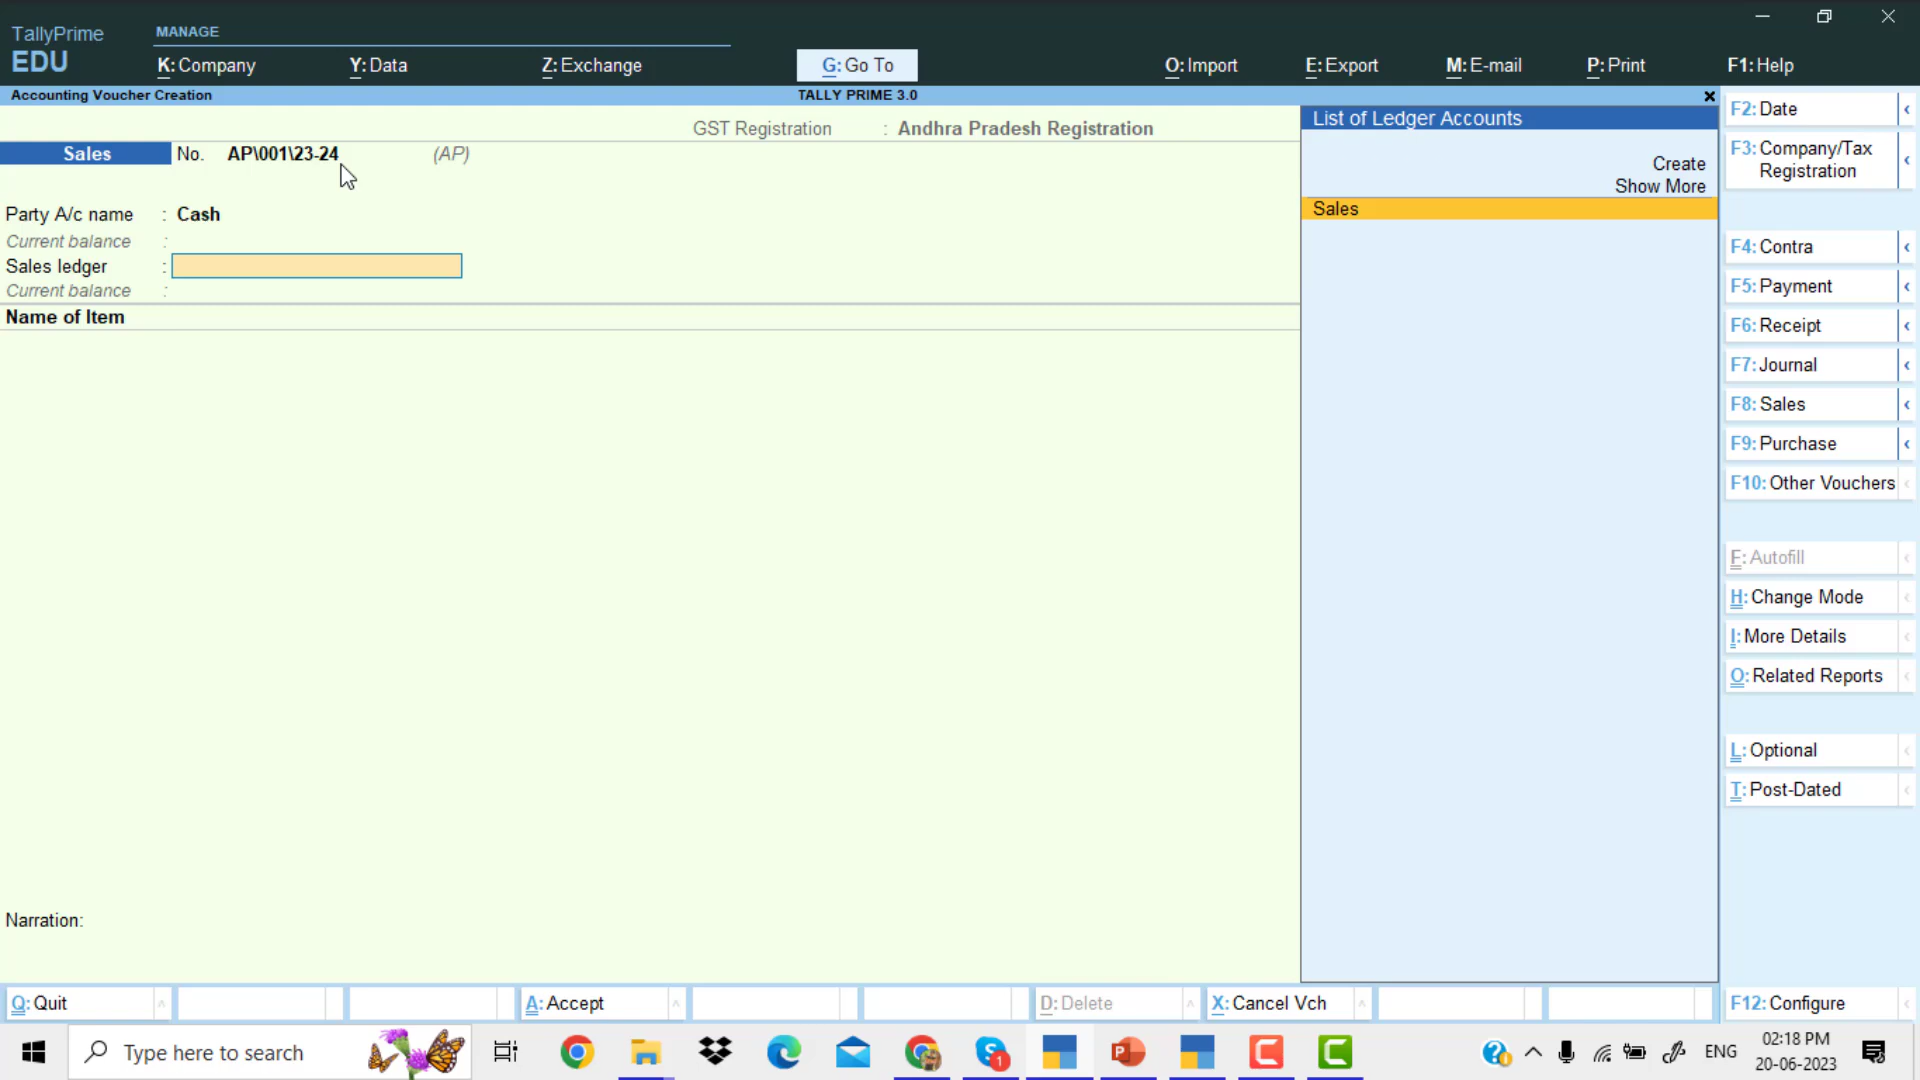 TallyPrime
EDU
MANAGE
K: Company
Y: Data
Z: Exchange
G: Go To
O: Import
E: Export
M: E-mail
P: Print
F1: Help
Accounting Voucher Creation
TALLY PRIME 3.0
GST Registration : Andhra Pradesh Registration
Sales No. AP\001\23-24 (AP)
Party A/c name : Cash
Current balance :
Sales ledger :
Current balance :
Name of Item
Narration:
List of Ledger Accounts
Create
Show More
Sales
F2: Date
F3: Company/Tax
Registration
F4: Contra
F5: Payment
F6: Receipt
F7: Journal
F8: Sales
F9: Purchase
F10: Other Vouchers
F: Autofill
H: Change Mode
I: More Details
O: Related Reports
L: Optional
T: Post-Dated
Q: Quit
A: Accept
D: Delete
X: Cancel Vch
F12: Configure
Type here to search
1
ENG
02:18 PM
20-06-2023